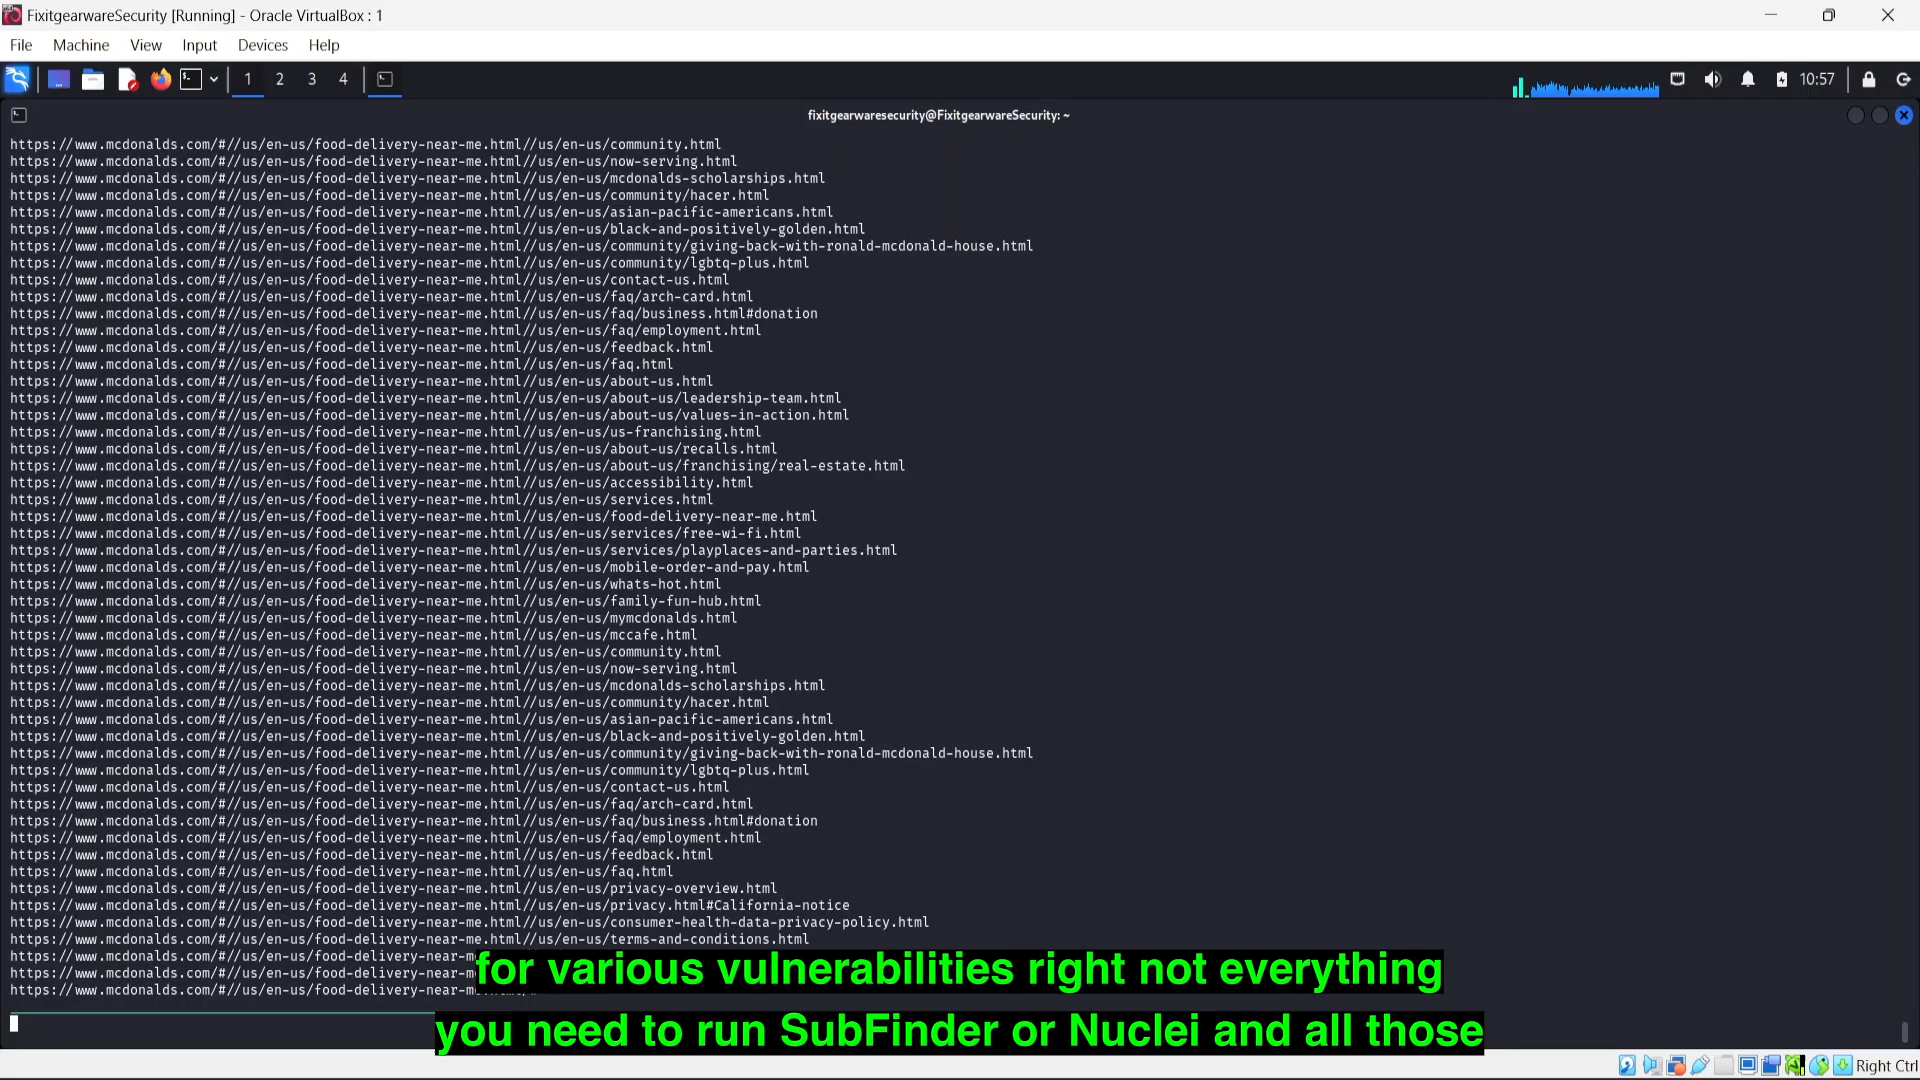 FixitgearwareSecurity [Running] - Oracle VirtualBox : 1
File Machine View Input Devices Help
1 2 3 4 10:57
fixitgearwaresecurity@FixitgearwareSecurity: ~
https://www.mcdonalds.com/#//us/en-us/food-delivery-near-me.html//us/en-us/community.html
https://www.mcdonalds.com/#//us/en-us/food-delivery-near-me.html//us/en-us/now-serving.html
https://www.mcdonalds.com/#//us/en-us/food-delivery-near-me.html//us/en-us/mcdonalds-scholarships.html
https://www.mcdonalds.com/#//us/en-us/food-delivery-near-me.html//us/en-us/community/hacer.html
https://www.mcdonalds.com/#//us/en-us/food-delivery-near-me.html//us/en-us/asian-pacific-americans.html
https://www.mcdonalds.com/#//us/en-us/food-delivery-near-me.html//us/en-us/black-and-positively-golden.html
https://www.mcdonalds.com/#//us/en-us/food-delivery-near-me.html//us/en-us/community/giving-back-with-ronald-mcdonald-house.html
https://www.mcdonalds.com/#//us/en-us/food-delivery-near-me.html//us/en-us/community/lgbtq-plus.html
https://www.mcdonalds.com/#//us/en-us/food-delivery-near-me.html//us/en-us/contact-us.html
https://www.mcdonalds.com/#//us/en-us/food-delivery-near-me.html//us/en-us/faq/arch-card.html
https://www.mcdonalds.com/#//us/en-us/food-delivery-near-me.html//us/en-us/faq/business.html#donation
https://www.mcdonalds.com/#//us/en-us/food-delivery-near-me.html//us/en-us/faq/employment.html
https://www.mcdonalds.com/#//us/en-us/food-delivery-near-me.html//us/en-us/feedback.html
https://www.mcdonalds.com/#//us/en-us/food-delivery-near-me.html//us/en-us/faq.html
https://www.mcdonalds.com/#//us/en-us/food-delivery-near-me.html//us/en-us/about-us.html
https://www.mcdonalds.com/#//us/en-us/food-delivery-near-me.html//us/en-us/about-us/leadership-team.html
https://www.mcdonalds.com/#//us/en-us/food-delivery-near-me.html//us/en-us/about-us/values-in-action.html
https://www.mcdonalds.com/#//us/en-us/food-delivery-near-me.html//us/en-us/us-franchising.html
https://www.mcdonalds.com/#//us/en-us/food-delivery-near-me.html//us/en-us/about-us/recalls.html
https://www.mcdonalds.com/#//us/en-us/food-delivery-near-me.html//us/en-us/about-us/franchising/real-estate.html
https://www.mcdonalds.com/#//us/en-us/food-delivery-near-me.html//us/en-us/accessibility.html
https://www.mcdonalds.com/#//us/en-us/food-delivery-near-me.html//us/en-us/services.html
https://www.mcdonalds.com/#//us/en-us/food-delivery-near-me.html//us/en-us/food-delivery-near-me.html
https://www.mcdonalds.com/#//us/en-us/food-delivery-near-me.html//us/en-us/services/free-wi-fi.html
https://www.mcdonalds.com/#//us/en-us/food-delivery-near-me.html//us/en-us/services/playplaces-and-parties.html
https://www.mcdonalds.com/#//us/en-us/food-delivery-near-me.html//us/en-us/mobile-order-and-pay.html
https://www.mcdonalds.com/#//us/en-us/food-delivery-near-me.html//us/en-us/whats-hot.html
https://www.mcdonalds.com/#//us/en-us/food-delivery-near-me.html//us/en-us/family-fun-hub.html
https://www.mcdonalds.com/#//us/en-us/food-delivery-near-me.html//us/en-us/mymcdonalds.html
https://www.mcdonalds.com/#//us/en-us/food-delivery-near-me.html//us/en-us/mccafe.html
https://www.mcdonalds.com/#//us/en-us/food-delivery-near-me.html//us/en-us/community.html
https://www.mcdonalds.com/#//us/en-us/food-delivery-near-me.html//us/en-us/now-serving.html
https://www.mcdonalds.com/#//us/en-us/food-delivery-near-me.html//us/en-us/mcdonalds-scholarships.html
https://www.mcdonalds.com/#//us/en-us/food-delivery-near-me.html//us/en-us/community/hacer.html
https://www.mcdonalds.com/#//us/en-us/food-delivery-near-me.html//us/en-us/asian-pacific-americans.html
https://www.mcdonalds.com/#//us/en-us/food-delivery-near-me.html//us/en-us/black-and-positively-golden.html
https://www.mcdonalds.com/#//us/en-us/food-delivery-near-me.html//us/en-us/community/giving-back-with-ronald-mcdonald-house.html
https://www.mcdonalds.com/#//us/en-us/food-delivery-near-me.html//us/en-us/community/lgbtq-plus.html
https://www.mcdonalds.com/#//us/en-us/food-delivery-near-me.html//us/en-us/contact-us.html
https://www.mcdonalds.com/#//us/en-us/food-delivery-near-me.html//us/en-us/faq/arch-card.html
https://www.mcdonalds.com/#//us/en-us/food-delivery-near-me.html//us/en-us/faq/business.html#donation
https://www.mcdonalds.com/#//us/en-us/food-delivery-near-me.html//us/en-us/faq/employment.html
https://www.mcdonalds.com/#//us/en-us/food-delivery-near-me.html//us/en-us/feedback.html
https://www.mcdonalds.com/#//us/en-us/food-delivery-near-me.html//us/en-us/faq.html
https://www.mcdonalds.com/#//us/en-us/food-delivery-near-me.html//us/en-us/privacy-overview.html
https://www.mcdonalds.com/#//us/en-us/food-delivery-near-me.html//us/en-us/privacy.html#California-notice
https://www.mcdonalds.com/#//us/en-us/food-delivery-near-me.html//us/en-us/consumer-health-data-privacy-policy.html
https://www.mcdonalds.com/#//us/en-us/food-delivery-near-me.html//us/en-us/terms-and-conditions.html
https://www.mcdonalds.com/#//us/en-us/food-delivery-near-me
https://www.mcdonalds.com/#//us/en-us/food-delivery-near-me
https://www.mcdonalds.com/#//us/en-us/food-delivery-near-me
for various vulnerabilities right not everything
you need to run SubFinder or Nuclei and all those
Right Ctrl